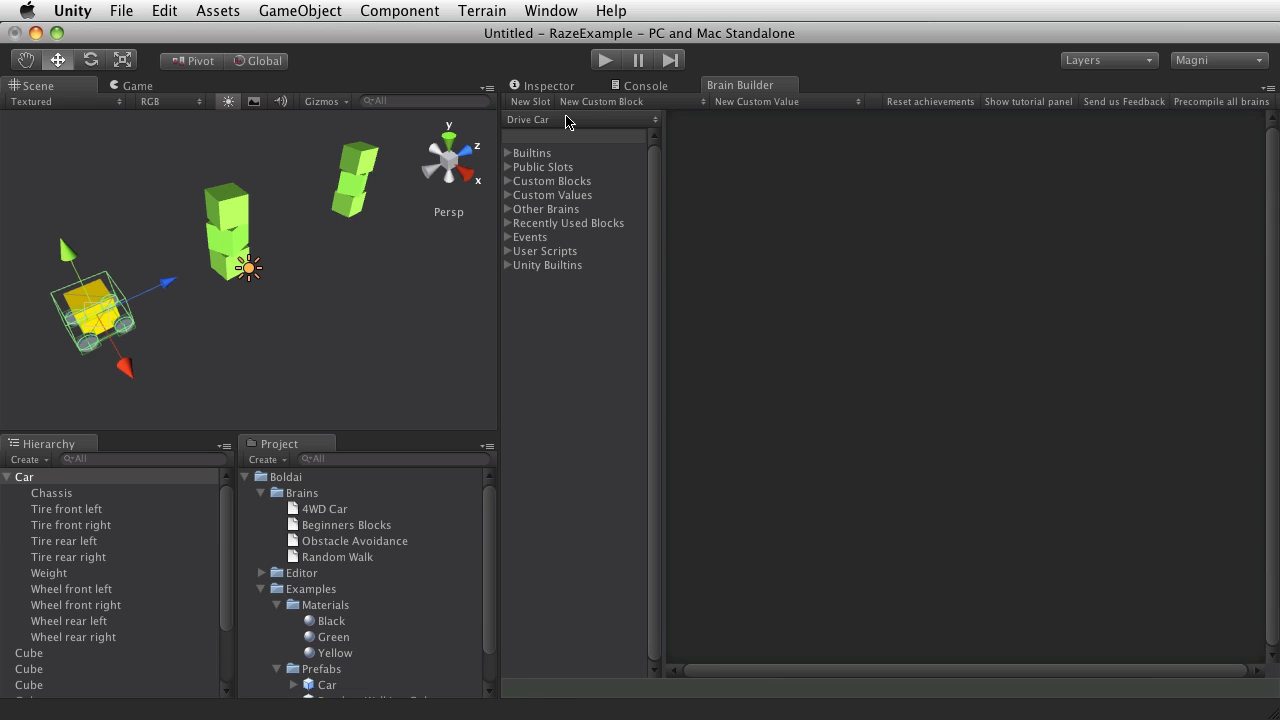 Unity File Edit Assets GameObject Component Terrain Window Help
Untitled - RazeExample - PC and Mac Standalone
Pivot Global Layers Magni
Scene Game Inspector Console Brain Builder
Textured RGB Gizmos All New Slot New Custom Block New Custom Value Reset achievements Show tutorial panel Send us Feedback Precompile all brains
Drive Car
Builtins
Public Slots
Custom Blocks
Custom Values
Other Brains
Recently Used Blocks
Events
User Scripts
Unity Builtins
y
z
x
Persp
Hierarchy
Create All
Car
Chassis
Tire front left
Tire front right
Tire rear left
Tire rear right
Weight
Wheel front left
Wheel front right
Wheel rear left
Wheel rear right
Cube
Cube
Cube
Project
Create All
Boldai
Brains
4WD Car
Beginners Blocks
Obstacle Avoidance
Random Walk
Editor
Examples
Materials
Black
Green
Yellow
Prefabs
Car